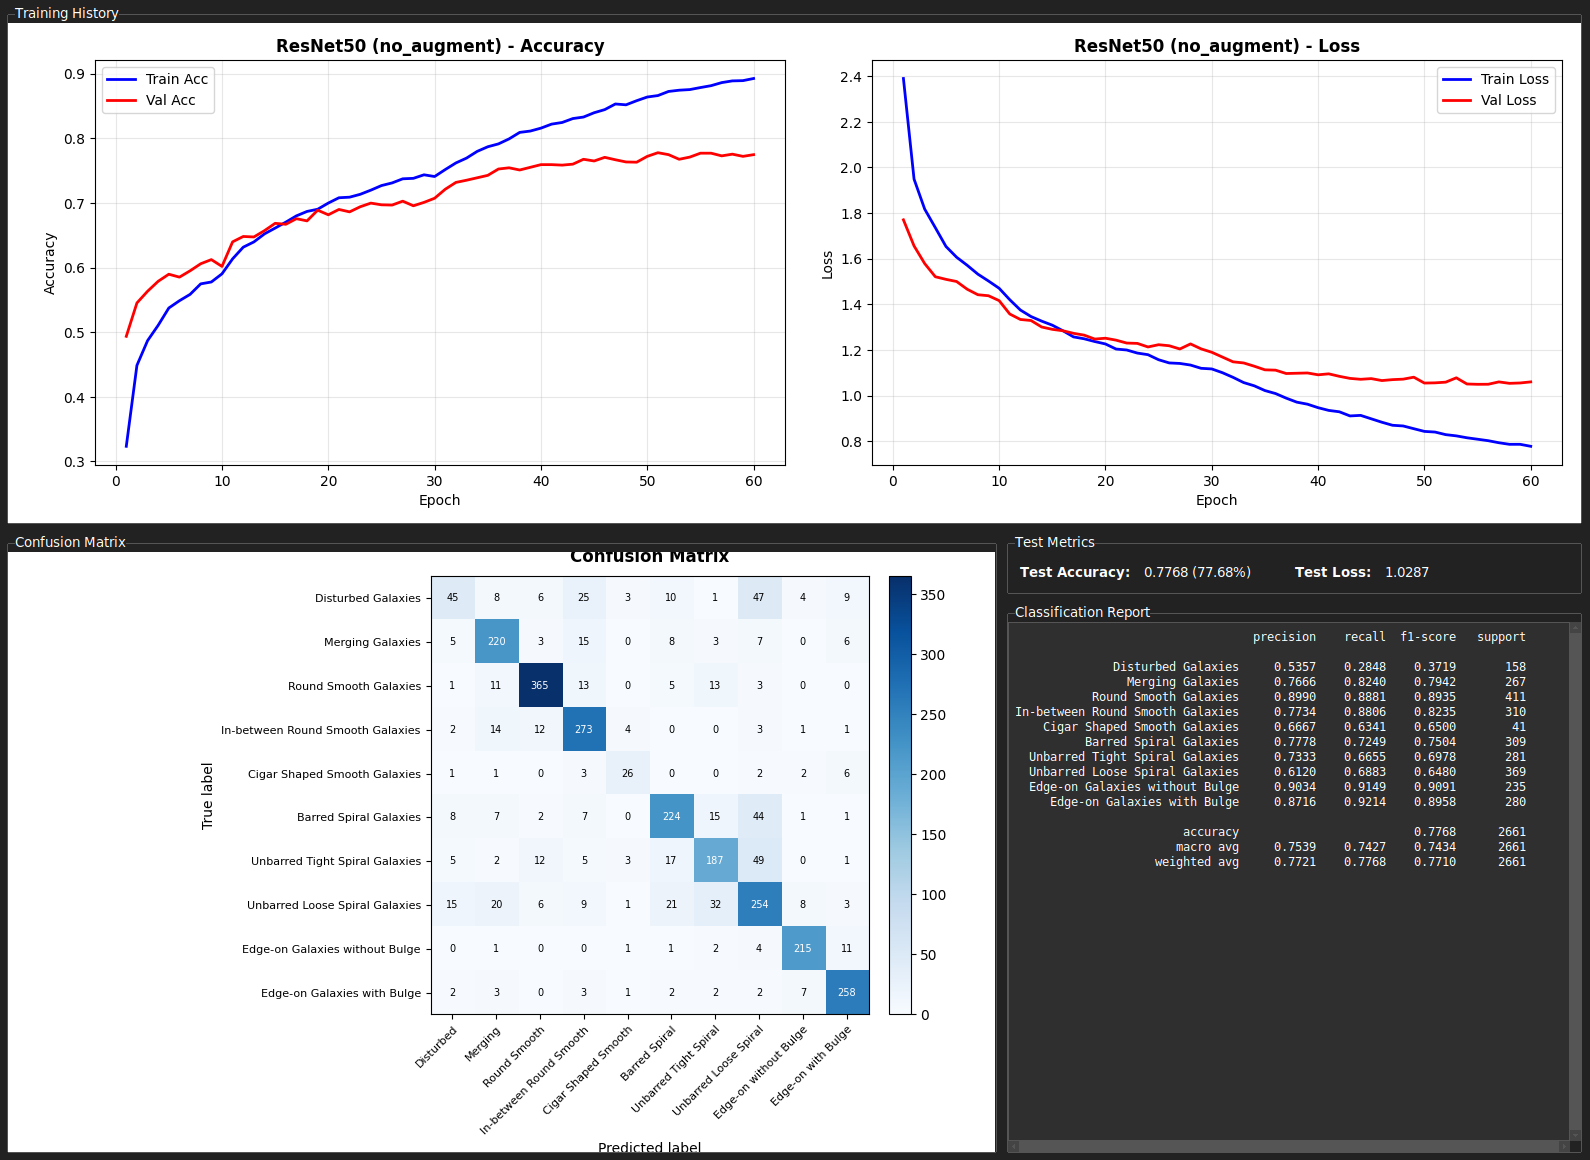 Training History
ResNet50 (no_augment) - Accuracy
Train Acc
Val Acc
0.9
0.8
0.7
0.6
0.5
0.4
0.3
Accuracy
0 10 20 30 40 50 60
Epoch
ResNet50 (no_augment) - Loss
Train Loss
Val Loss
2.4
2.2
2.0
1.8
1.6
1.4
1.2
1.0
0.8
Loss
0 10 20 30 40 50 60
Epoch
Confusion Matrix
Confusion Matrix
True label
Disturbed Galaxies 45 8 6 25 3 10 1 47 4 9
Merging Galaxies 5 220 3 15 0 8 3 7 0 6
Round Smooth Galaxies 1 11 365 13 0 5 13 3 0 0
In-between Round Smooth Galaxies 2 14 12 273 4 0 0 3 1 1
Cigar Shaped Smooth Galaxies 1 1 0 3 26 0 0 2 2 6
Barred Spiral Galaxies 8 7 2 7 0 224 15 44 1 1
Unbarred Tight Spiral Galaxies 5 2 12 5 3 17 187 49 0 1
Unbarred Loose Spiral Galaxies 15 20 6 9 1 21 32 254 8 3
Edge-on Galaxies without Bulge 0 1 0 0 1 1 2 4 215 11
Edge-on Galaxies with Bulge 2 3 0 3 1 2 2 2 7 258
Disturbed
Merging
Round Smooth
In-between Round Smooth
Cigar Shaped Smooth
Barred Spiral
Unbarred Tight Spiral
Unbarred Loose Spiral
Edge-on without Bulge
Edge-on with Bulge
Predicted label
350
300
250
200
150
100
50
0
Test Metrics
Test Accuracy: 0.7768 (77.68%) Test Loss: 1.0287
Classification Report
precision recall f1-score support
Disturbed Galaxies 0.5357 0.2848 0.3719 158
Merging Galaxies 0.7666 0.8240 0.7942 267
Round Smooth Galaxies 0.8990 0.8881 0.8935 411
In-between Round Smooth Galaxies 0.7734 0.8806 0.8235 310
Cigar Shaped Smooth Galaxies 0.6667 0.6341 0.6500 41
Barred Spiral Galaxies 0.7778 0.7249 0.7504 309
Unbarred Tight Spiral Galaxies 0.7333 0.6655 0.6978 281
Unbarred Loose Spiral Galaxies 0.6120 0.6883 0.6480 369
Edge-on Galaxies without Bulge 0.9034 0.9149 0.9091 235
Edge-on Galaxies with Bulge 0.8716 0.9214 0.8958 280
accuracy 0.7768 2661
macro avg 0.7539 0.7427 0.7434 2661
weighted avg 0.7721 0.7768 0.7710 2661